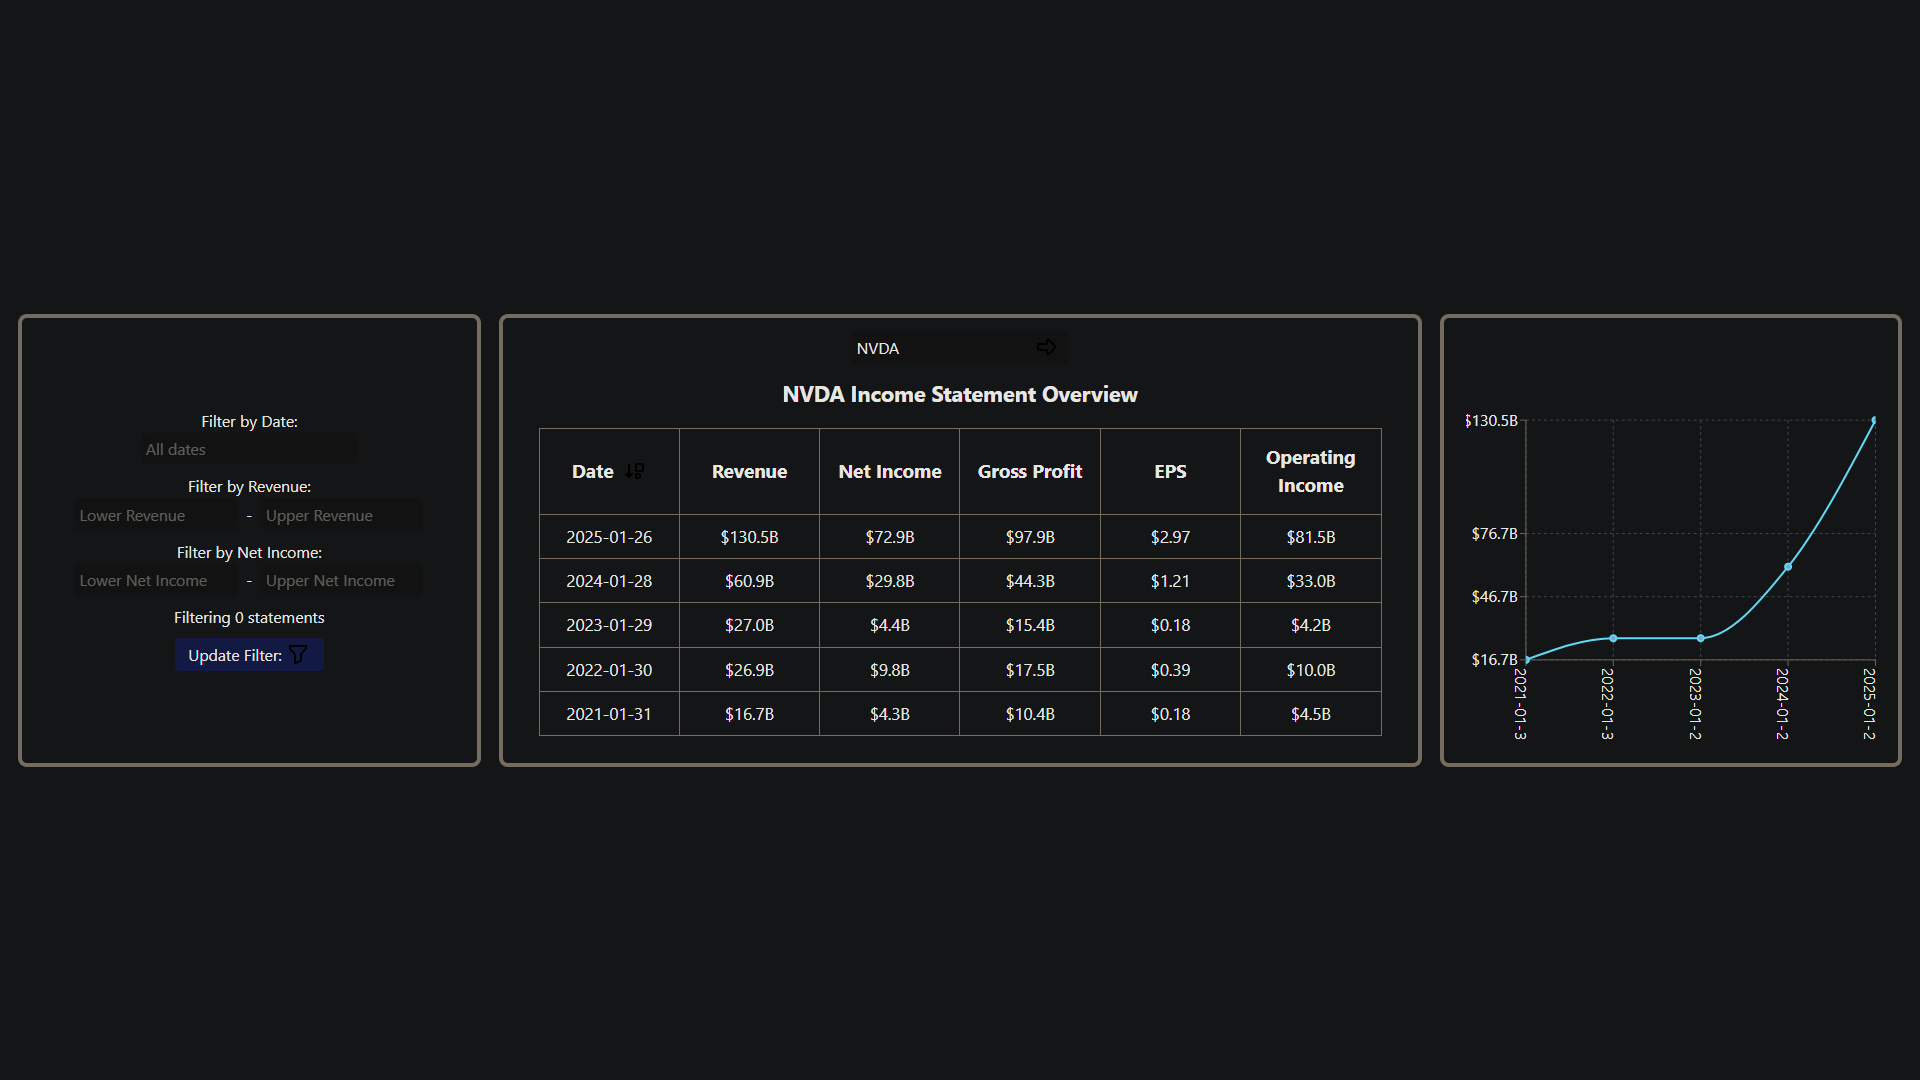 Filter by Date:
All dates
Filter by Revenue:
Lower Revenue - Upper Revenue
Filter by Net Income:
Lower Net Income - Upper Net Income
Filtering 0 statements
Update Filter:
NVDA
NVDA Income Statement Overview
Date Revenue Net Income Gross Profit EPS Operating Income
2025-01-26 $130.5B $72.9B $97.9B $2.97 $81.5B
2024-01-28 $60.9B $29.8B $44.3B $1.21 $33.0B
2023-01-29 $27.0B $4.4B $15.4B $0.18 $4.2B
2022-01-30 $26.9B $9.8B $17.5B $0.39 $10.0B
2021-01-31 $16.7B $4.3B $10.4B $0.18 $4.5B
$130.5B
$76.7B
$46.7B
$16.7B
2021-01-3
2022-01-3
2023-01-2
2024-01-2
2025-01-2